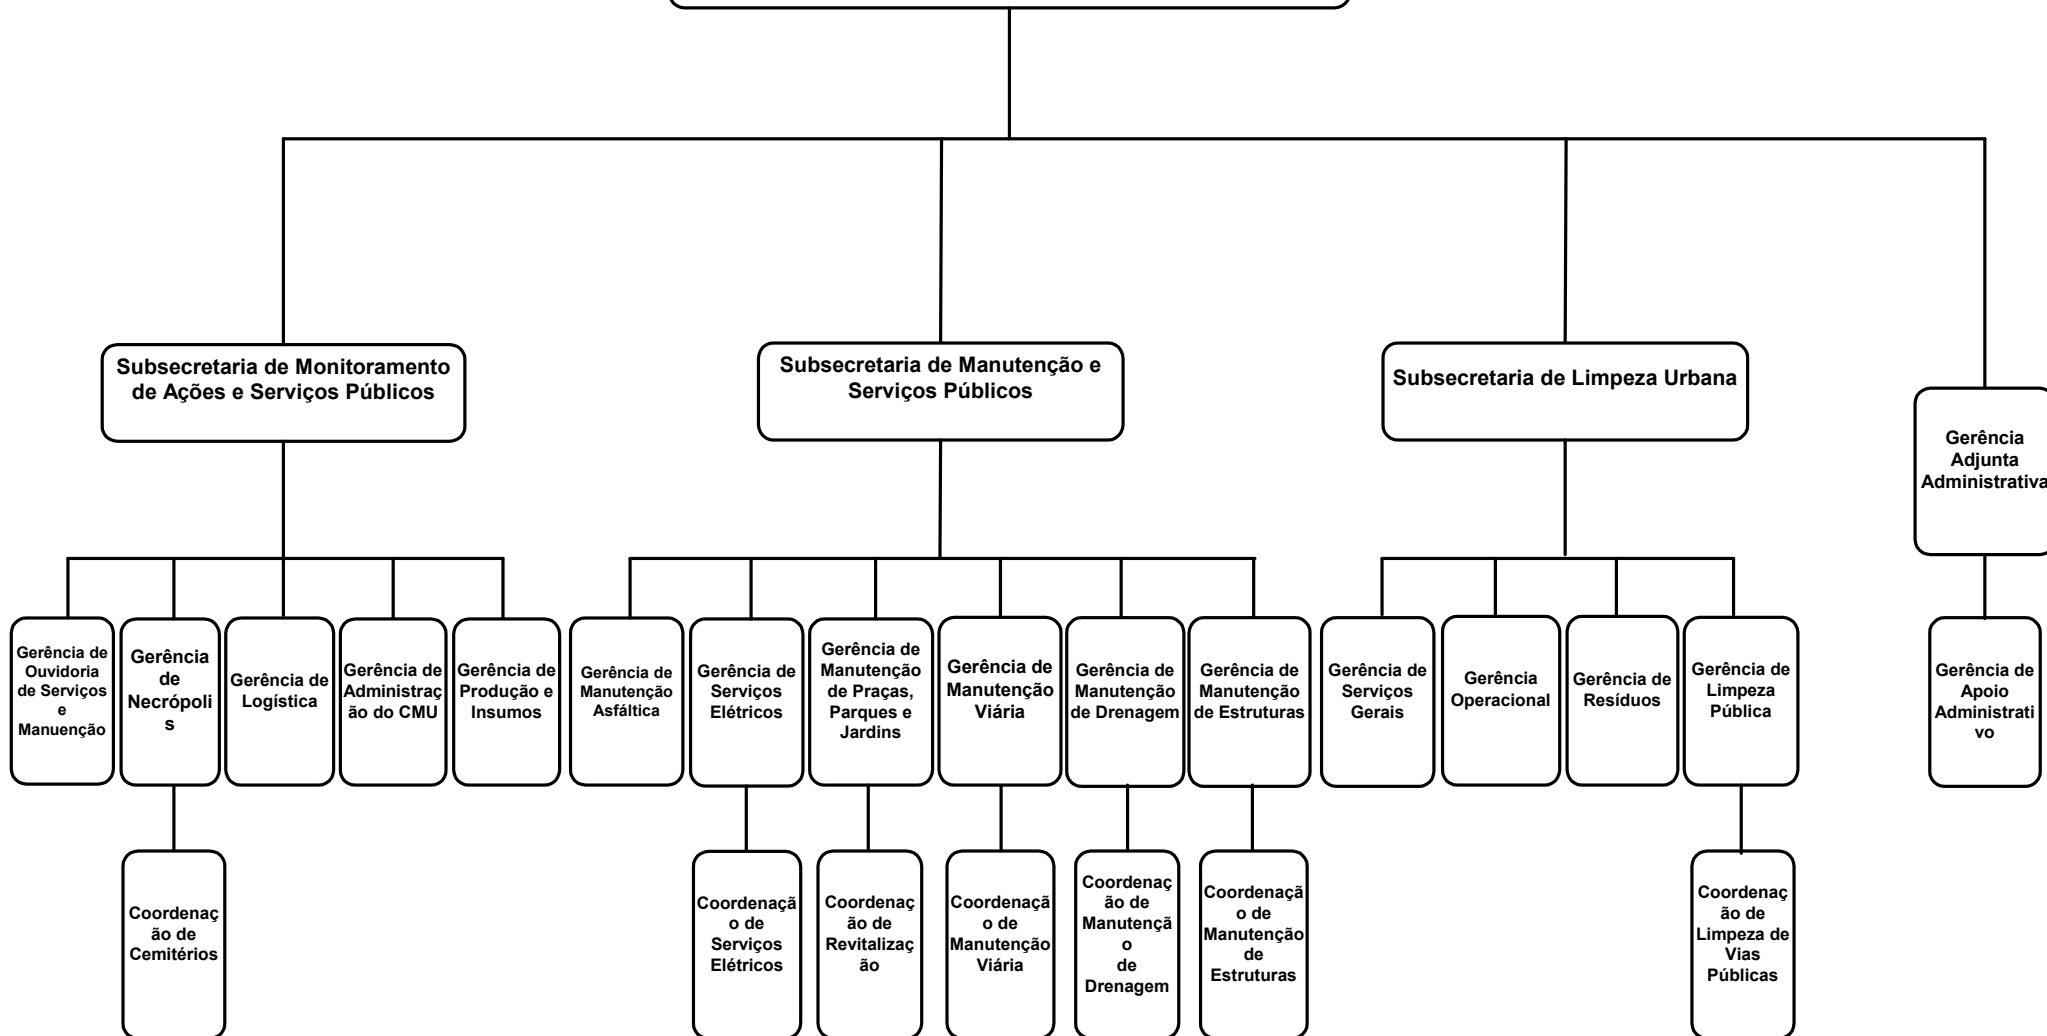 Subsecretaria de Monitoramento
de Ações e Serviços Públicos
Subsecretaria de Manutenção e
Serviços Públicos
Subsecretaria de Limpeza Urbana
Gerência
Adjunta
Administrativa
Gerência de
Ouvidoria
de Serviços
e
Manuenção
Gerência
de
Necrópoli
s
Gerência de
Logística
Gerência de
Administraç
ão do CMU
Gerência de
Produção e
Insumos
Gerência de
Manutenção
Asfáltica
Gerência de
Serviços
Elétricos
Gerência de
Manutenção
de Praças,
Parques e
Jardins
Gerência de
Manutenção
Viária
Gerência de
Manutenção
de Drenagem
Gerência de
Manutenção
de Estruturas
Gerência de
Serviços
Gerais
Gerência
Operacional
Gerência de
Resíduos
Gerência de
Limpeza
Pública
Gerência de
Apoio
Administrati
vo
Coordenaç
ão de
Cemitérios
Coordenaçã
o de
Serviços
Elétricos
Coordenaç
ão de
Revitalizaç
ão
Coordenaçã
o de
Manutenção
Viária
Coordenaç
ão de
Manutençã
o
de
Drenagem
Coordenaçã
o de
Manutenção
de
Estruturas
Coordenaç
ão de
Limpeza de
Vias
Públicas